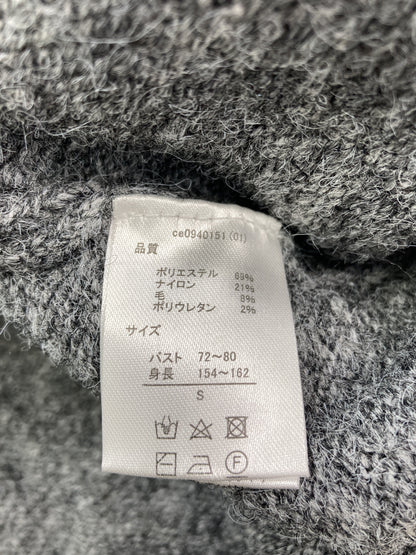 ce0940151(01)
品質
ポリエステル 69%
ナイロン 21%
毛 8%
ポリウレタン 2%
サイズ
バスト 72~80
身長 154~162
S
F